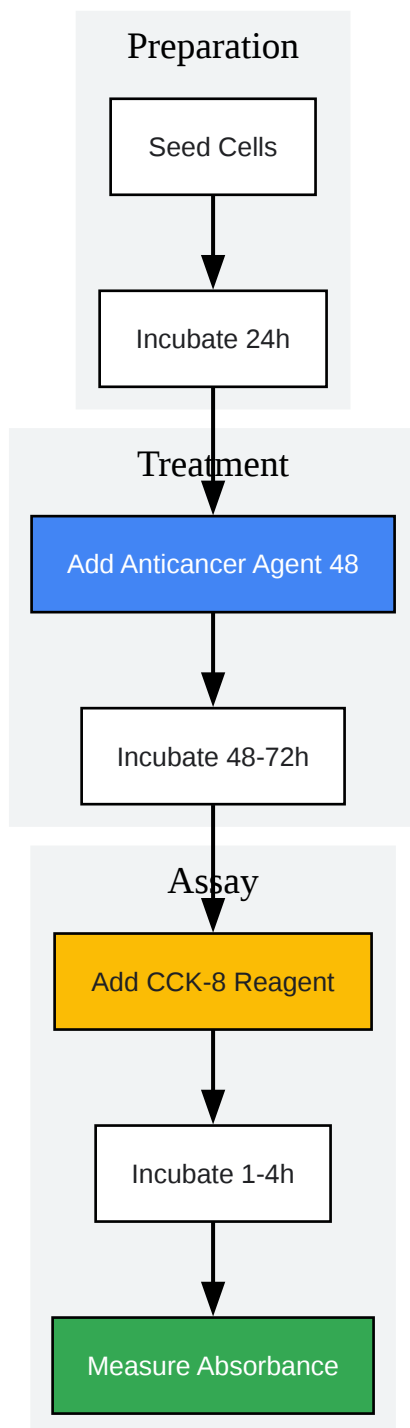 Preparation
Seed Cells
Incubate 24h
Treatment
Add Anticancer Agent 48
Incubate 48-72h
Assay
Add CCK-8 Reagent
Incubate 1-4h
Measure Absorbance